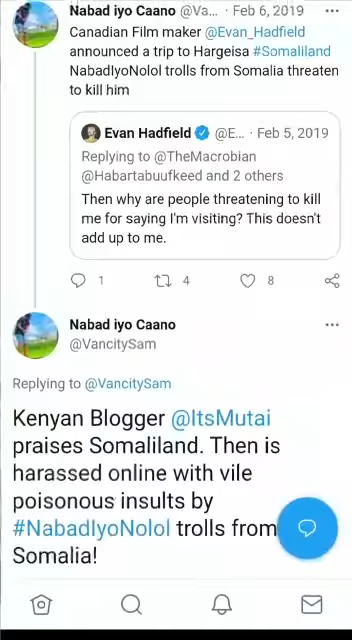 Nabad iyo Caano @Va... · Feb 6, 2019 ...
Canadian Film maker @Evan_Hadfield
announced a trip to Hargeisa #Somaliland
NabadIyoNolol trolls from Somalia threaten
to kill him
Evan Hadfield @E... · Feb 5, 2019
Replying to @TheMacrobian
@Habartabuufkeed and 2 others
Then why are people threatening to kill
me for saying I'm visiting? This doesn't
add up to me.
1 4 8
Nabad iyo Caano ...
@VancitySam
Replying to @VancitySam
Kenyan Blogger @ItsMutai
praises Somaliland. Then is
harassed online with vile
poisonous insults by
#NabadIyoNolol trolls from
Somalia!